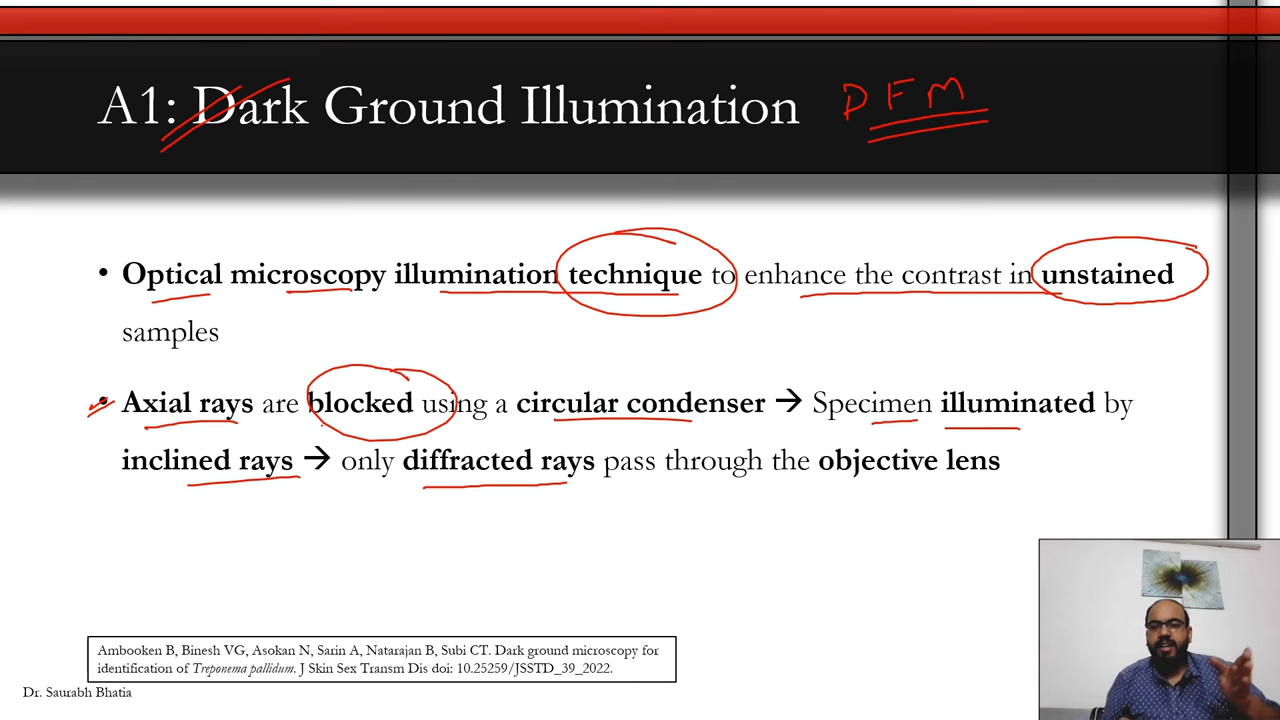 A1: Dark Ground Illumination DFM
• Optical microscopy illumination technique to enhance the contrast in unstained
samples
• Axial rays are blocked using a circular condenser → Specimen illuminated by
inclined rays → only diffracted rays pass through the objective lens
Ambooken B, Binesh VG, Asokan N, Sarin A, Natarajan B, Subi CT. Dark ground microscopy for
identification of Treponema pallidum. J Skin Sex Transm Dis doi: 10.25259/JSSTD_39_2022.
Dr. Saurabh Bhatia